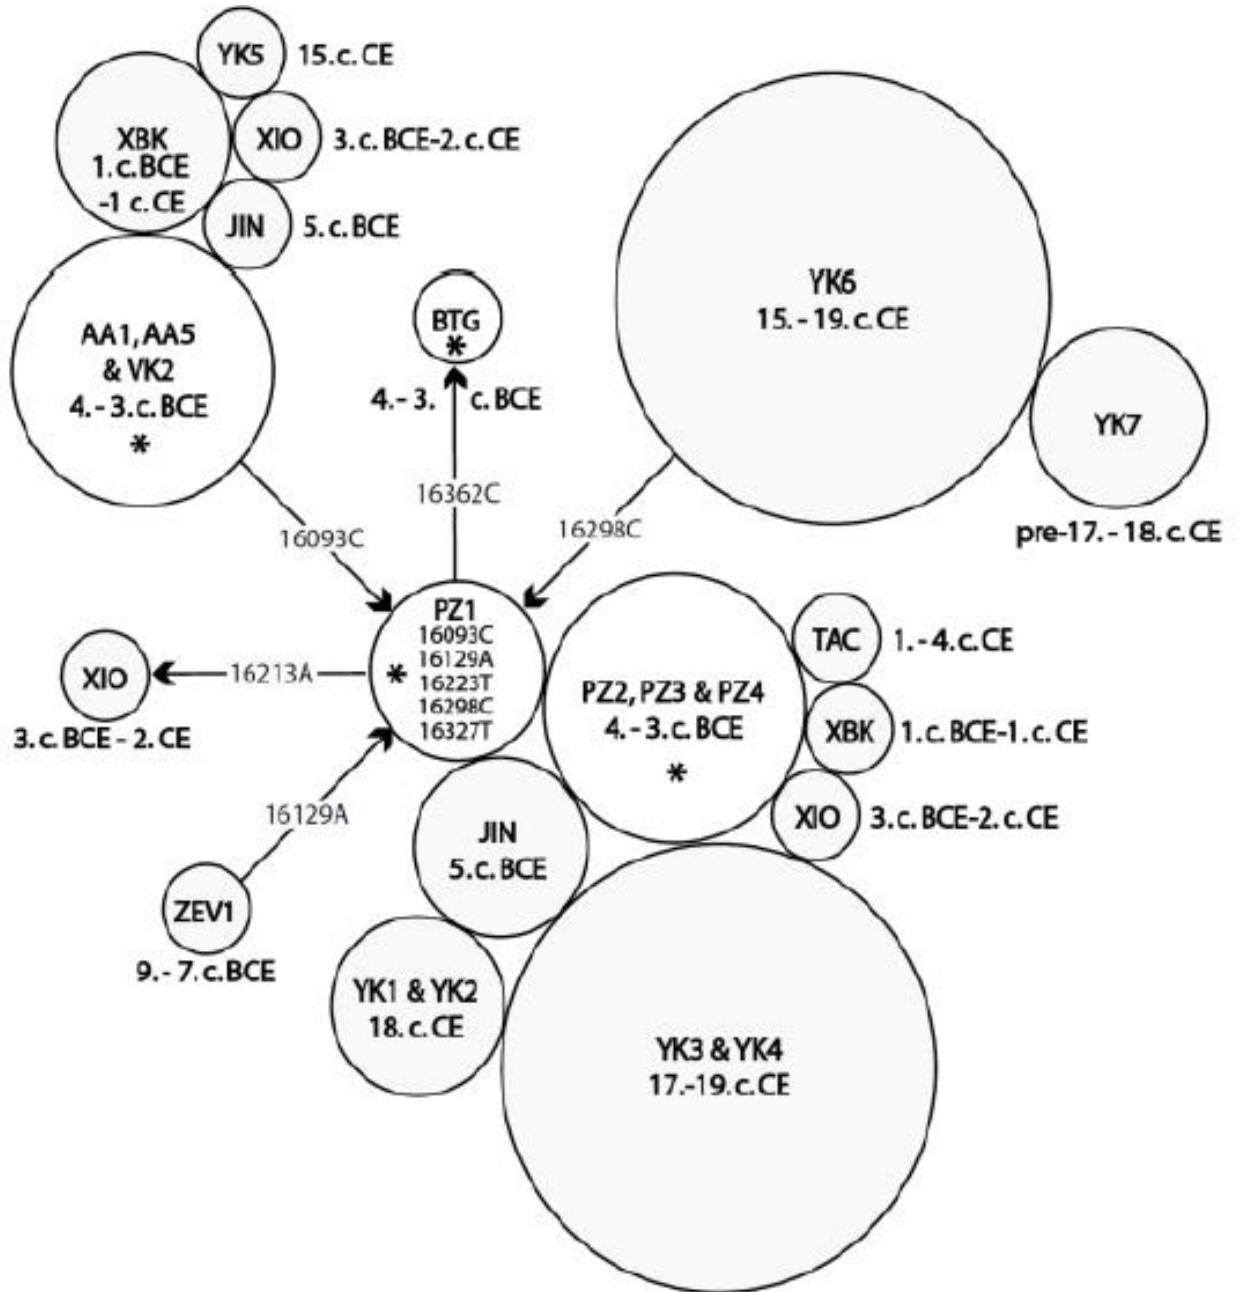 YK5 15.c.CE
XBK
1.c.BCE
-1 c.CE
XIO 3.c.BCE-2.c.CE
JIN 5.c.BCE
AA1, AA5
& VK2
4.-3.c.BCE
*
BTG
*
4.-3. c.BCE
YK6
15.-19.c.CE
YK7
pre-17.-18.c.CE
16362C
16093C
16298C
PZ1
16093C
16129A
* 16223T
16298C
16327T
XIO
3.c.BCE-2.CE
16213A
16129A
ZEV1
9.-7.c.BCE
PZ2, PZ3 & PZ4
4.-3.c.BCE
*
TAC 1.-4.c.CE
XBK 1.c.BCE-1.c.CE
XIO 3.c.BCE-2.c.CE
JIN
5.c.BCE
YK1 & YK2
18.c.CE
YK3 & YK4
17.-19.c.CE